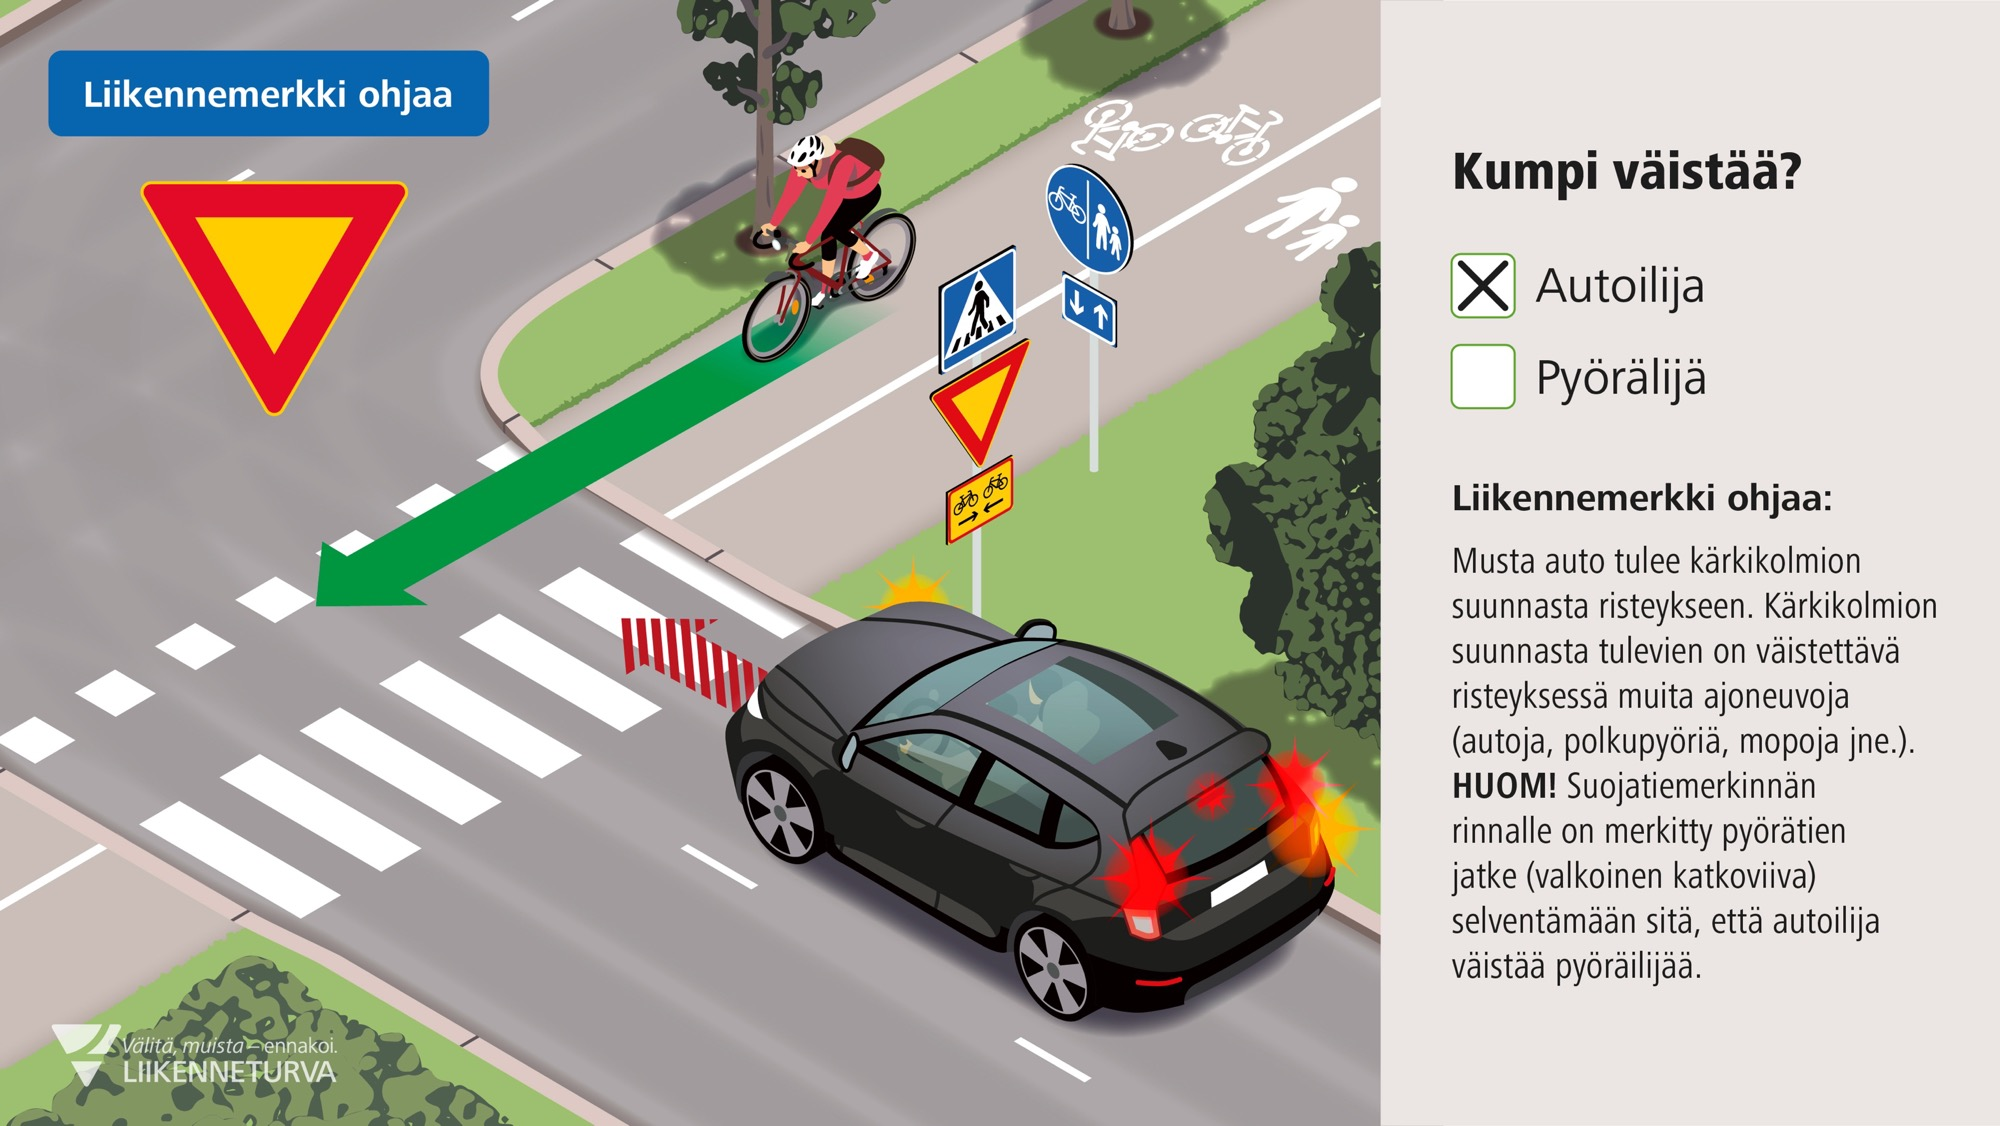 Liikennemerkki ohjaa
Kumpi väistää?
Autoilija
Pyörälijä
Liikennemerkki ohjaa:
Musta auto tulee kärkikolmion
suunnasta risteykseen. Kärkikolmion
suunnasta tulevien on väistettävä
risteyksessä muita ajoneuvoja
(autoja, polkupyöriä, mopoja jne.).
HUOM! Suojatiemerkinnän
rinnalle on merkitty pyörätien
jatke (valkoinen katkoviiva)
selventämään sitä, että autoilija
väistää pyöräilijää.
Välitä, muista – ennakoi.
LIIKENNETURVA